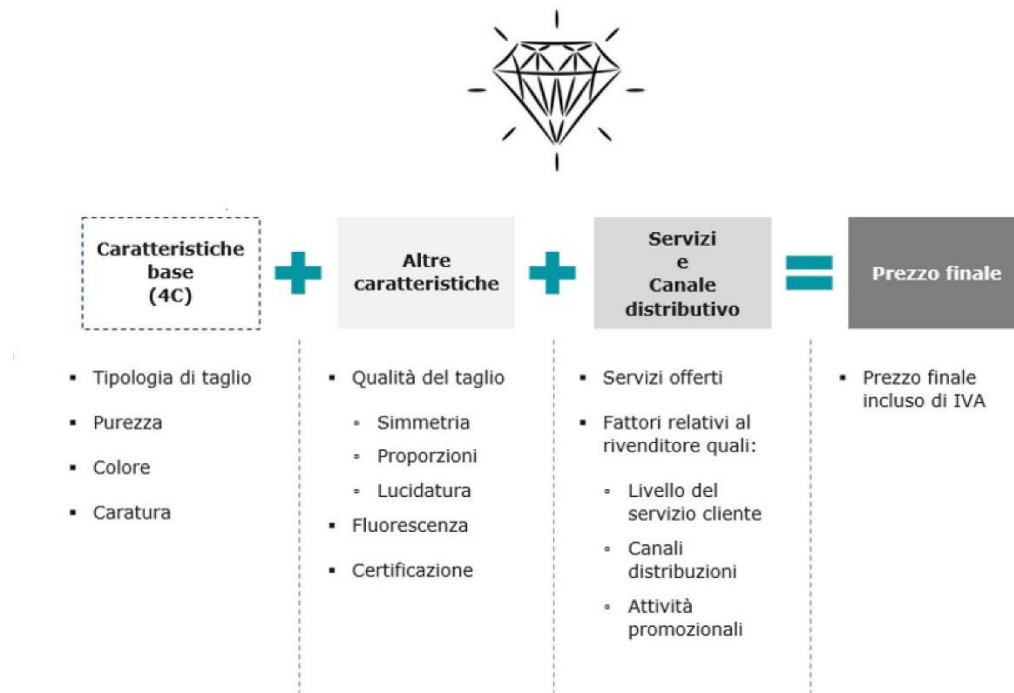 Caratteristiche
base
(4C)
Altre
caratteristiche
Servizi
e
Canale
distributivo
Prezzo finale
Tipologia di taglio
Purezza
Colore
Caratura
Qualità del taglio
Simmetria
Proporzioni
Lucidatura
Fluorescenza
Certificazione
Servizi offerti
Fattori relativi al
rivenditore quali:
Livello del
servizio cliente
Canali
distribuzioni
Attività
promozionali
Prezzo finale
incluso di IVA